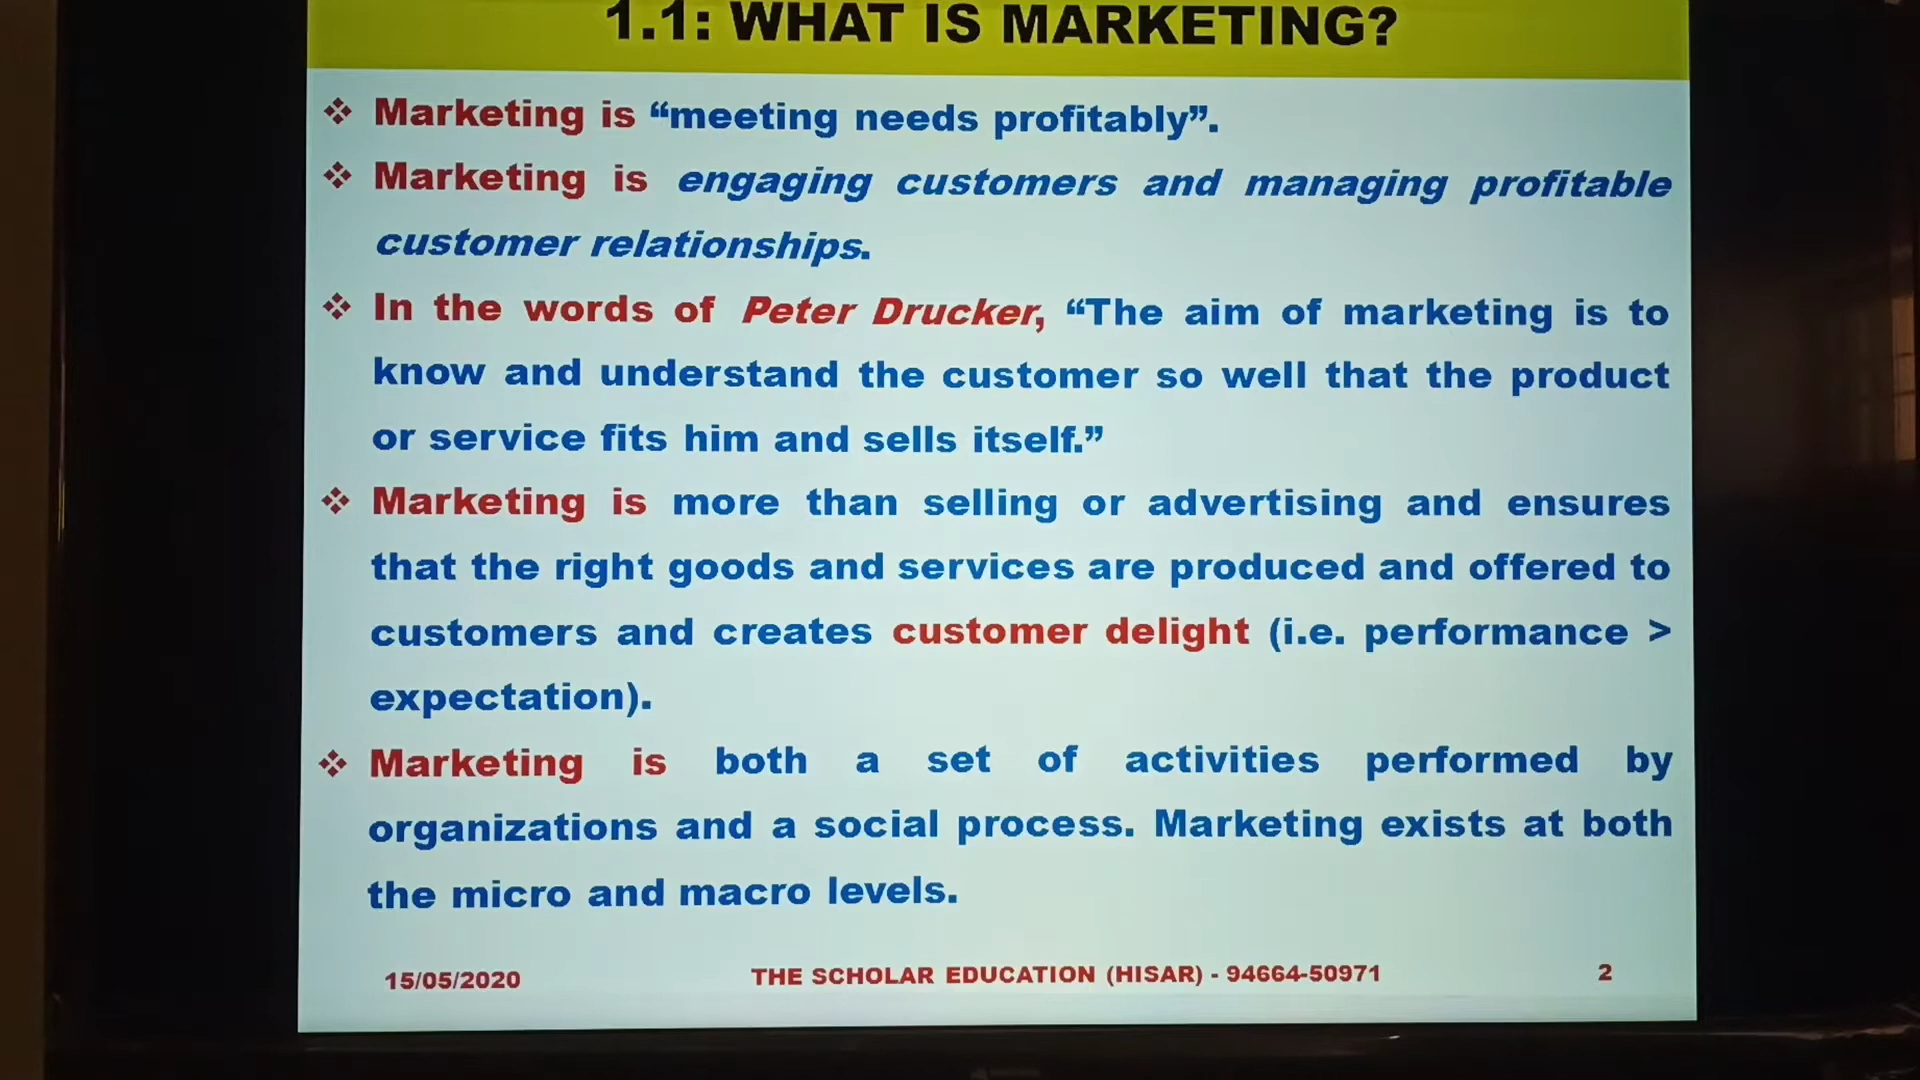 1.1: WHAT IS MARKETING?
❖ Marketing is “meeting needs profitably”.
❖ Marketing is engaging customers and managing profitable
customer relationships.
❖ In the words of Peter Drucker, “The aim of marketing is to
know and understand the customer so well that the product
or service fits him and sells itself.”
❖ Marketing is more than selling or advertising and ensures
that the right goods and services are produced and offered to
customers and creates customer delight (i.e. performance >
expectation).
❖ Marketing is both a set of activities performed by
organizations and a social process. Marketing exists at both
the micro and macro levels.
15/05/2020 THE SCHOLAR EDUCATION (HISAR) - 94664-50971 2